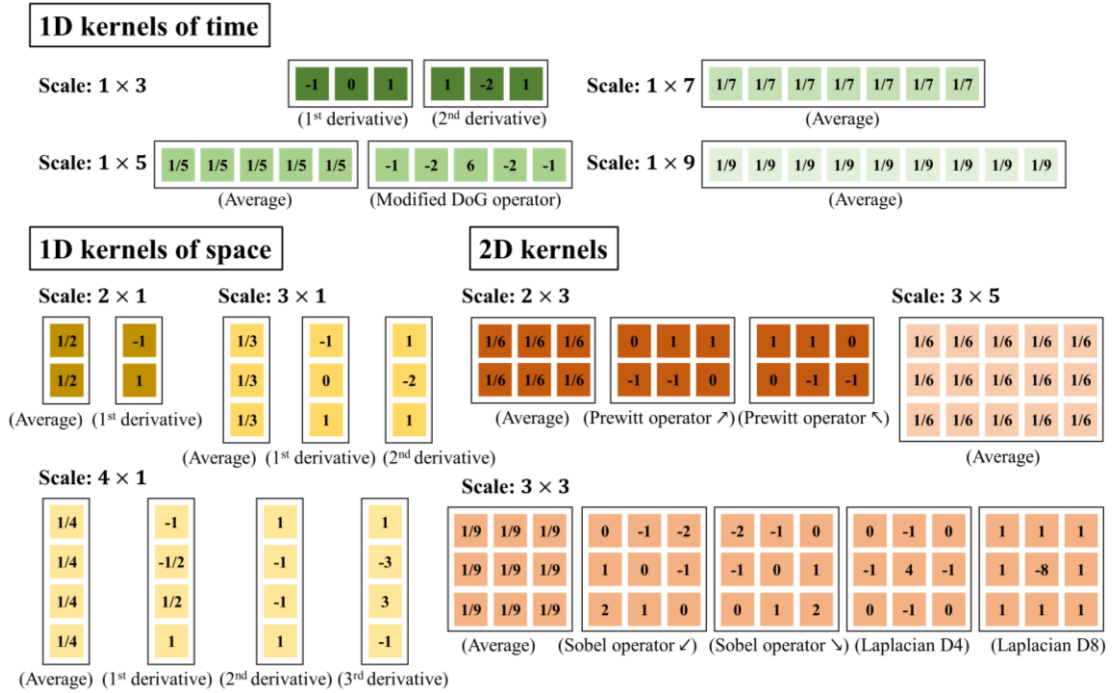 1D kernels of time
Scale: 1 × 3
-1 0 1
(1st derivative)
1 -2 1
(2nd derivative)
Scale: 1 × 7
1/7 1/7 1/7 1/7 1/7 1/7 1/7
(Average)
Scale: 1 × 5
1/5 1/5 1/5 1/5 1/5
(Average)
-1 -2 6 -2 -1
(Modified DoG operator)
Scale: 1 × 9
1/9 1/9 1/9 1/9 1/9 1/9 1/9 1/9 1/9
(Average)
1D kernels of space
Scale: 2 × 1
1/2
1/2
(Average)
-1
1
(1st derivative)
Scale: 3 × 1
1/3
1/3
1/3
(Average)
-1
0
1
(1st derivative)
1
-2
1
(2nd derivative)
Scale: 4 × 1
1/4
1/4
1/4
1/4
(Average)
-1
-1/2
1/2
1
(1st derivative)
1
-1
-1
1
(2nd derivative)
1
-3
3
-1
(3rd derivative)
2D kernels
Scale: 2 × 3
1/6 1/6 1/6
1/6 1/6 1/6
(Average)
0 1 1
-1 -1 0
(Prewitt operator ↗)
1 1 0
0 -1 -1
(Prewitt operator ↖)
Scale: 3 × 5
1/6 1/6 1/6 1/6 1/6
1/6 1/6 1/6 1/6 1/6
1/6 1/6 1/6 1/6 1/6
(Average)
Scale: 3 × 3
1/9 1/9 1/9
1/9 1/9 1/9
1/9 1/9 1/9
(Average)
0 -1 -2
1 0 -1
2 1 0
(Sobel operator ↙)
-2 -1 0
-1 0 1
0 1 2
(Sobel operator ↘)
0 -1 0
-1 4 -1
0 -1 0
(Laplacian D4)
1 1 1
1 -8 1
1 1 1
(Laplacian D8)